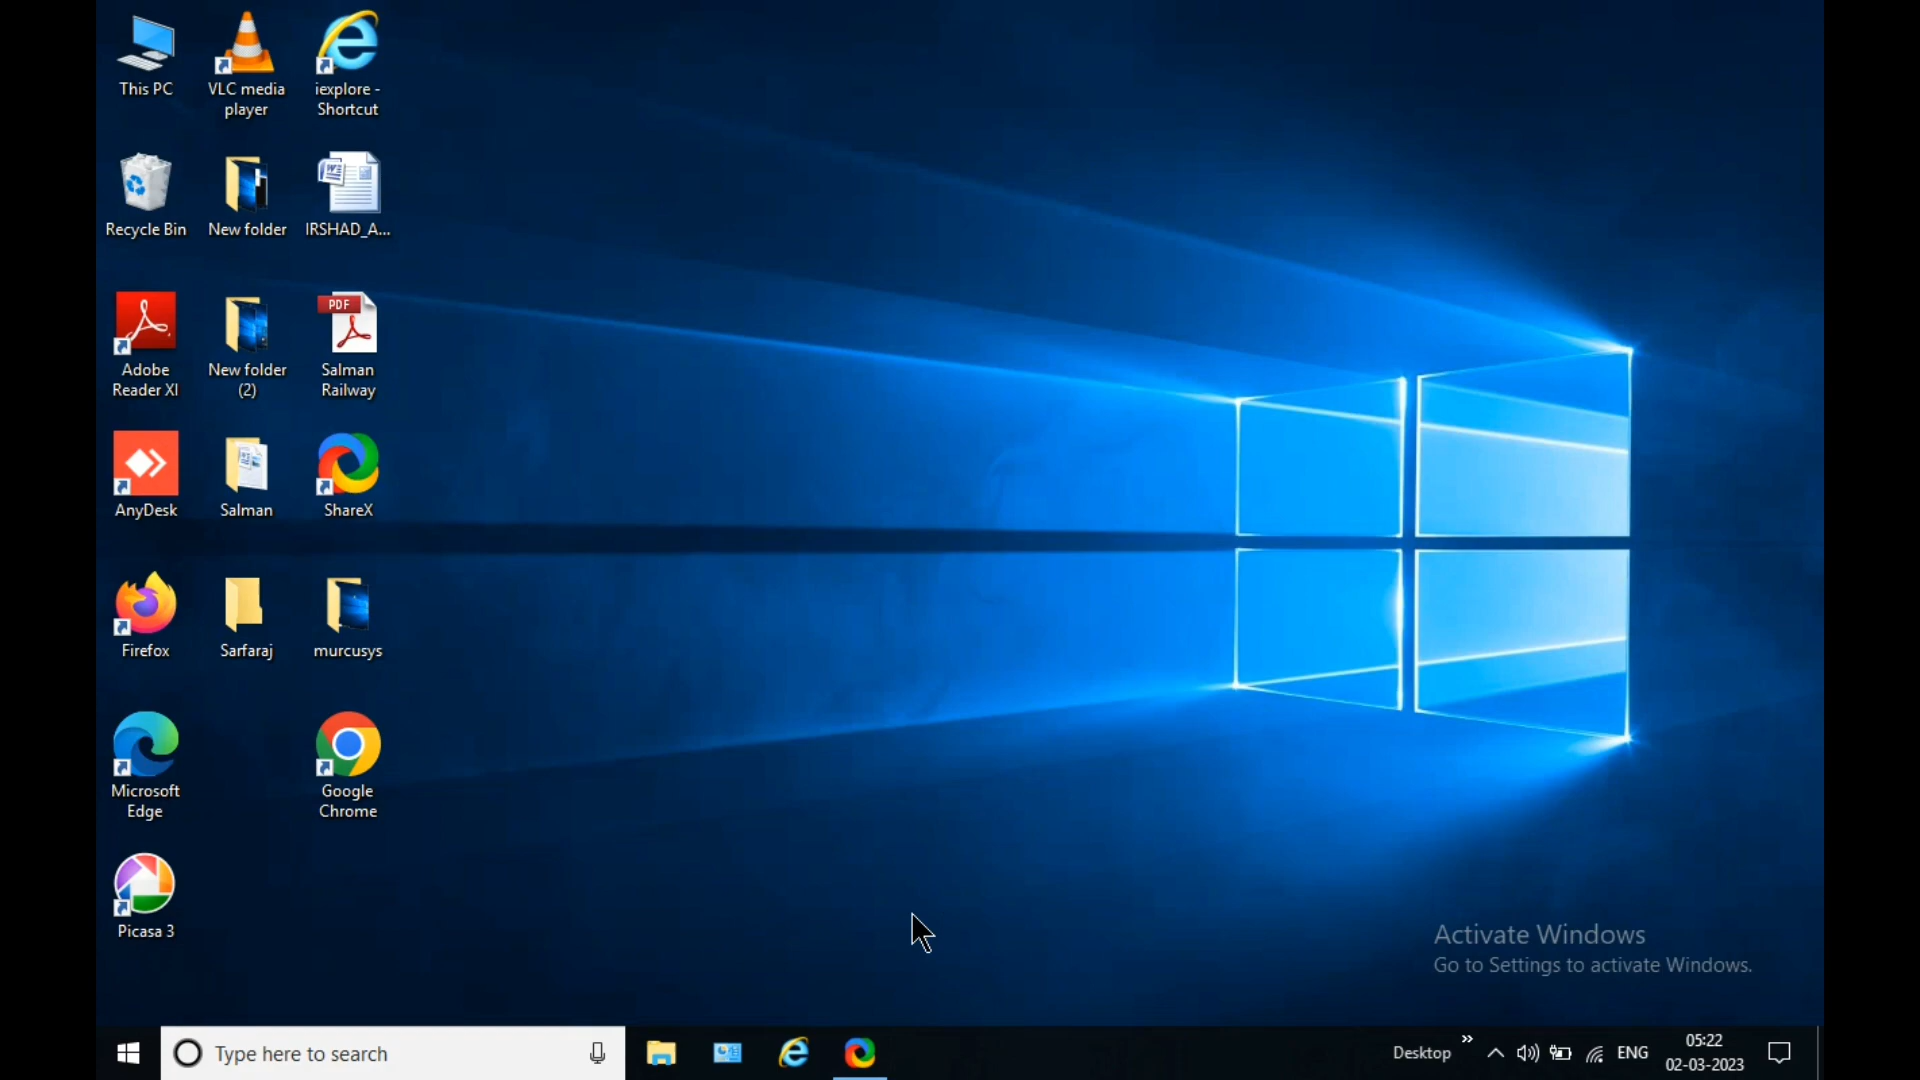 This PC
VLC media
player
iexplore -
Shortcut
Recycle Bin
New folder
IRSHAD_A...
Adobe
Reader XI
New folder
(2)
PDF
Salman
Railway
AnyDesk
Salman
ShareX
Firefox
Sarfaraj
murcusys
Microsoft
Edge
Google
Chrome
Picasa 3
Activate Windows
Go to Settings to activate Windows.
Type here to search
Desktop
»
ENG
05:22
02-03-2023